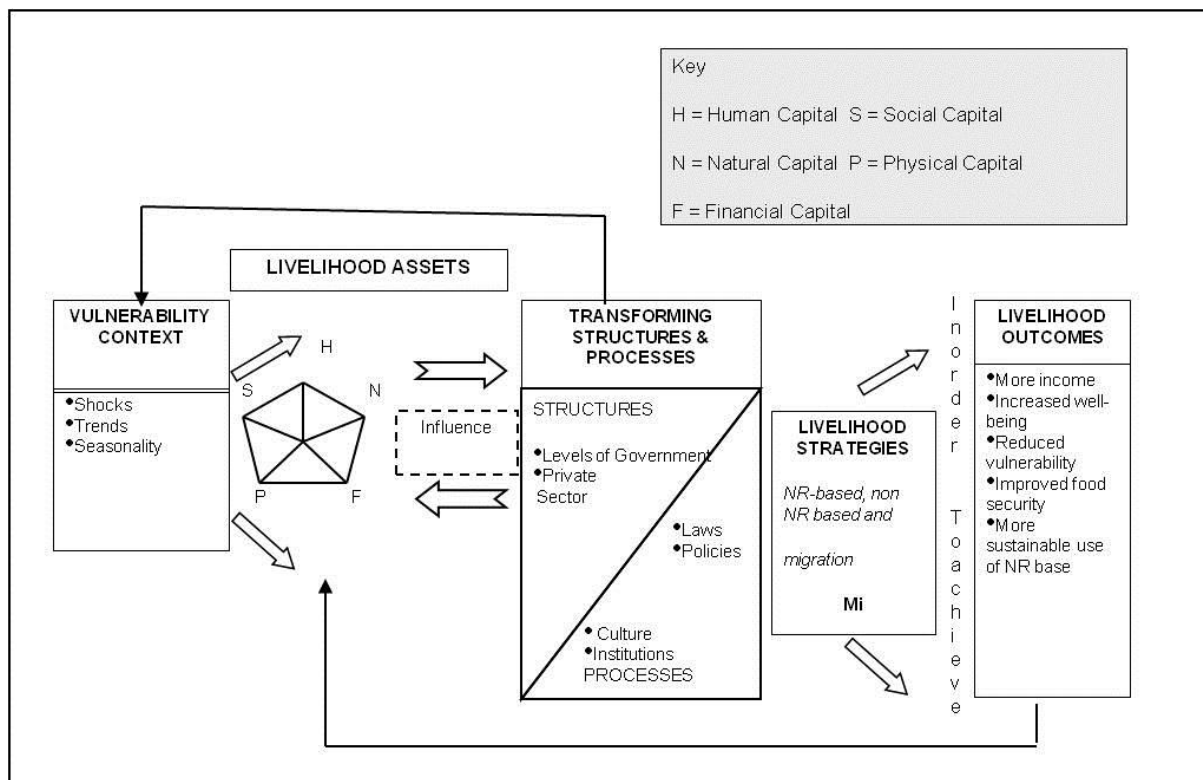 Key
H = Human Capital  S = Social Capital
N = Natural Capital  P = Physical Capital
F = Financial Capital
LIVELIHOOD ASSETS
VULNERABILITY
CONTEXT
•Shocks
•Trends
•Seasonality
H
S
N
P
F
Influence
TRANSFORMING
STRUCTURES &
PROCESSES
STRUCTURES
•Levels of Government
•Private
Sector
•Laws
•Policies
•Culture
•Institutions
PROCESSES
LIVELIHOOD
STRATEGIES
NR-based, non
NR based and
migration
Mi
Inorder Toachieve
LIVELIHOOD
OUTCOMES
•More income
•Increased well-
being
•Reduced
vulnerability
•Improved food
security
•More
sustainable use
of NR base